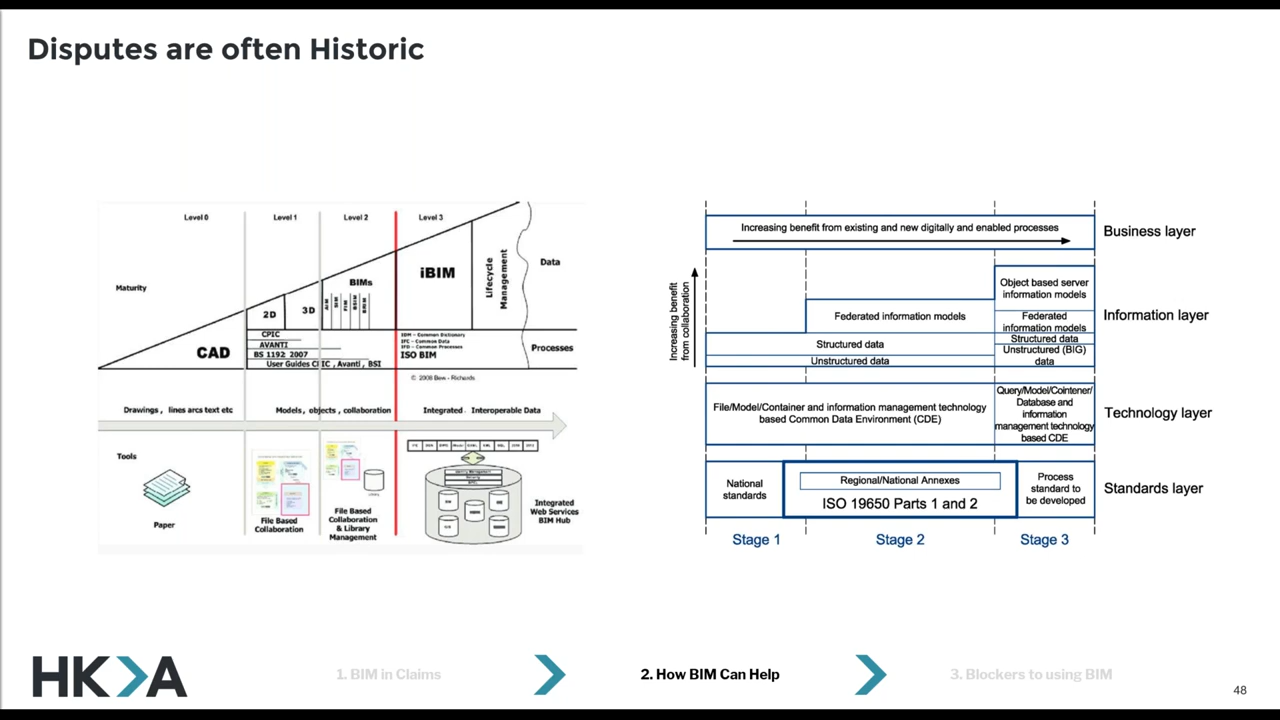 Disputes are often Historic
Level 0
Level 1
Level 2
Level 3
Maturity
CAD
2D
3D
BIMs
iBIM
Lifecycle
Management
Data
Processes
CPIC
AVANTI
BS 1192 2007
User Guides CPIC, Avanti, BSI
IDM - Common Dictionary
IFC - Common Data
IFD - Common Processes
ISO BIM
© 2008 Bew - Richards
Drawings, lines arcs text etc
Models, objects, collaboration
Integrated, Interoperable Data
Tools
Paper
File Based
Collaboration
File Based
Collaboration
& Library
Management
Integrated
Web Services
BIM Hub
Increasing benefit from existing and new digitally and enabled processes
Business layer
Increasing benefit
from collaboration
Object based server
information models
Federated information models
Federated
information models
Structured data
Structured data
Unstructured (BIG)
data
Unstructured data
Information layer
File/Model/Container and information management technology
based Common Data Environment (CDE)
Query/Model/Cointener/
Database and
information
management technology
based CDE
Technology layer
National
standards
Regional/National Annexes
ISO 19650 Parts 1 and 2
Process
standard to
be developed
Standards layer
Stage 1
Stage 2
Stage 3
HKA
1. BIM in Claims
2. How BIM Can Help
3. Blockers to using BIM
48